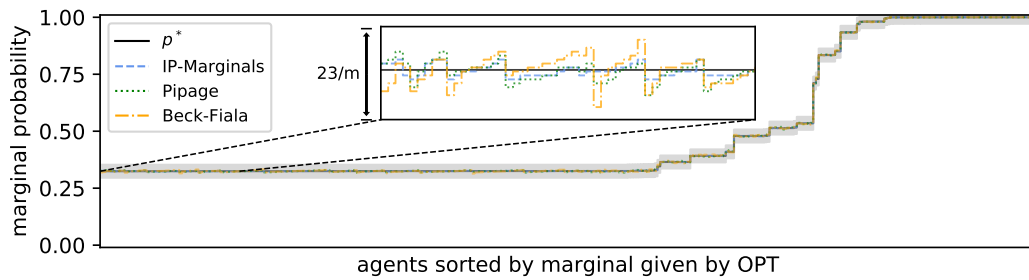 1.00
0.75
0.50
0.25
0.00
marginal probability
p*
IP-Marginals
Pipage
Beck-Fiala
23/m
agents sorted by marginal given by OPT